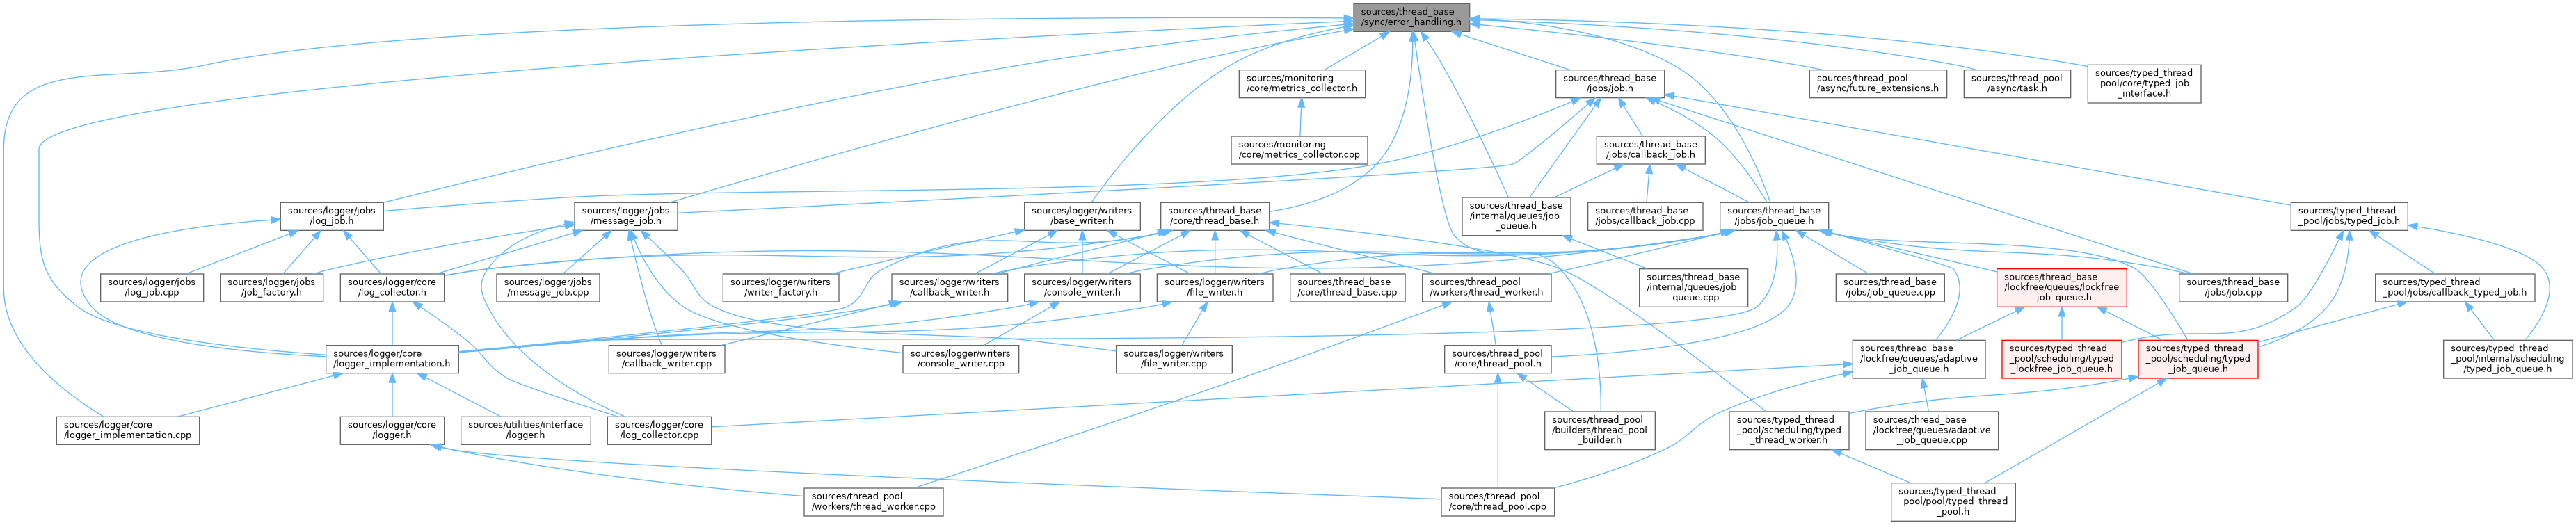 sources/thread_base
/sync/error_handling.h
sources/monitoring
/core/metrics_collector.h
sources/thread_base
/jobs/job.h
sources/thread_pool
/async/future_extensions.h
sources/thread_pool
/async/task.h
sources/typed_thread
_pool/core/typed_job
_interface.h
sources/monitoring
/core/metrics_collector.cpp
sources/thread_base
/jobs/callback_job.h
sources/logger/jobs
/log_job.h
sources/logger/jobs
/message_job.h
sources/logger/writers
/base_writer.h
sources/thread_base
/core/thread_base.h
sources/thread_base
/internal/queues/job
_queue.h
sources/thread_base
/jobs/callback_job.cpp
sources/thread_base
/jobs/job_queue.h
sources/typed_thread
_pool/jobs/typed_job.h
sources/logger/jobs
/log_job.cpp
sources/logger/jobs
/job_factory.h
sources/logger/core
/log_collector.h
sources/logger/jobs
/message_job.cpp
sources/logger/writers
/writer_factory.h
sources/logger/writers
/callback_writer.h
sources/logger/writers
/console_writer.h
sources/logger/writers
/file_writer.h
sources/thread_base
/core/thread_base.cpp
sources/thread_pool
/workers/thread_worker.h
sources/thread_base
/internal/queues/job
_queue.cpp
sources/thread_base
/jobs/job_queue.cpp
sources/thread_base
/lockfree/queues/lockfree
_job_queue.h
sources/thread_base
/jobs/job.cpp
sources/typed_thread
_pool/jobs/callback_typed_job.h
sources/logger/core
/logger_implementation.h
sources/logger/writers
/callback_writer.cpp
sources/logger/writers
/console_writer.cpp
sources/logger/writers
/file_writer.cpp
sources/thread_pool
/core/thread_pool.h
sources/thread_base
/lockfree/queues/adaptive
_job_queue.h
sources/typed_thread
_pool/scheduling/typed
_lockfree_job_queue.h
sources/typed_thread
_pool/scheduling/typed
_job_queue.h
sources/typed_thread
_pool/internal/scheduling
/typed_job_queue.h
sources/logger/core
/logger_implementation.cpp
sources/logger/core
/logger.h
sources/utilities/interface
/logger.h
sources/logger/core
/log_collector.cpp
sources/thread_pool
/builders/thread_pool
_builder.h
sources/typed_thread
_pool/scheduling/typed
_thread_worker.h
sources/thread_base
/lockfree/queues/adaptive
_job_queue.cpp
sources/thread_pool
/workers/thread_worker.cpp
sources/thread_pool
/core/thread_pool.cpp
sources/typed_thread
_pool/pool/typed_thread
_pool.h